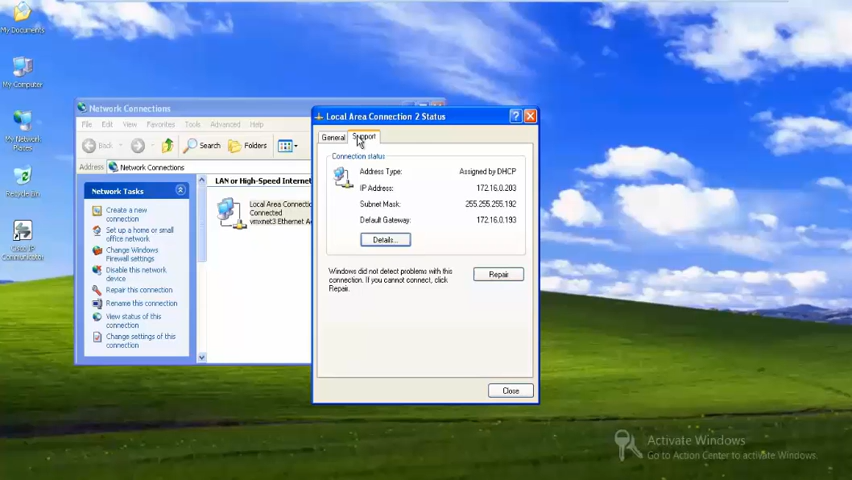 My Documents
My Computer
My Network
Places
Recycle Bin
Cisco IP
Communicator
Network Connections
File Edit View Favorites Tools Advanced Help
Back Search Folders
Address Network Connections
Network Tasks
Create a new
connection
Set up a home or small
office network
Change Windows
Firewall settings
Disable this network
device
Repair this connection
Rename this connection
View status of this
connection
Change settings of this
connection
LAN or High-Speed Internet
Local Area Connection
Connected
vmxnet3 Ethernet A
Local Area Connection 2 Status
General Support
Connection status
Address Type: Assigned by DHCP
IP Address: 172.16.0.203
Subnet Mask: 255.255.255.192
Default Gateway: 172.16.0.193
Details...
Windows did not detect problems with this
connection. If you cannot connect, click
Repair.
Repair
Close
Activate Windows
Go to Action Center to activate Windows.